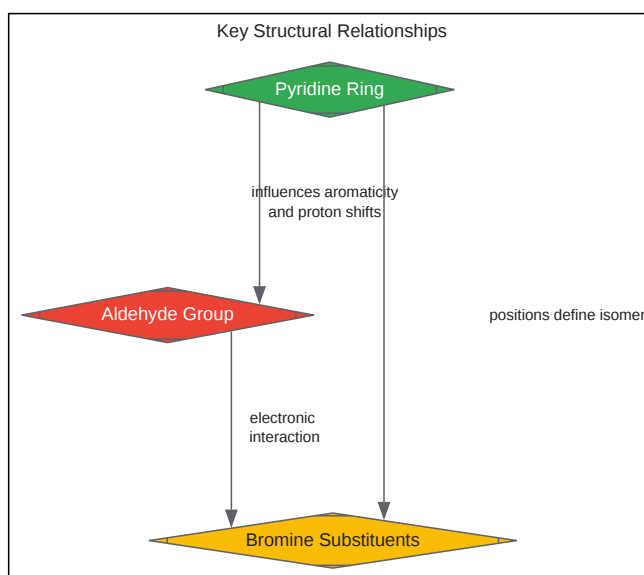 Key Structural Relationships
Pyridine Ring
influences aromaticity
and proton shifts
Aldehyde Group
positions define isomer
electronic
interaction
Bromine Substituents